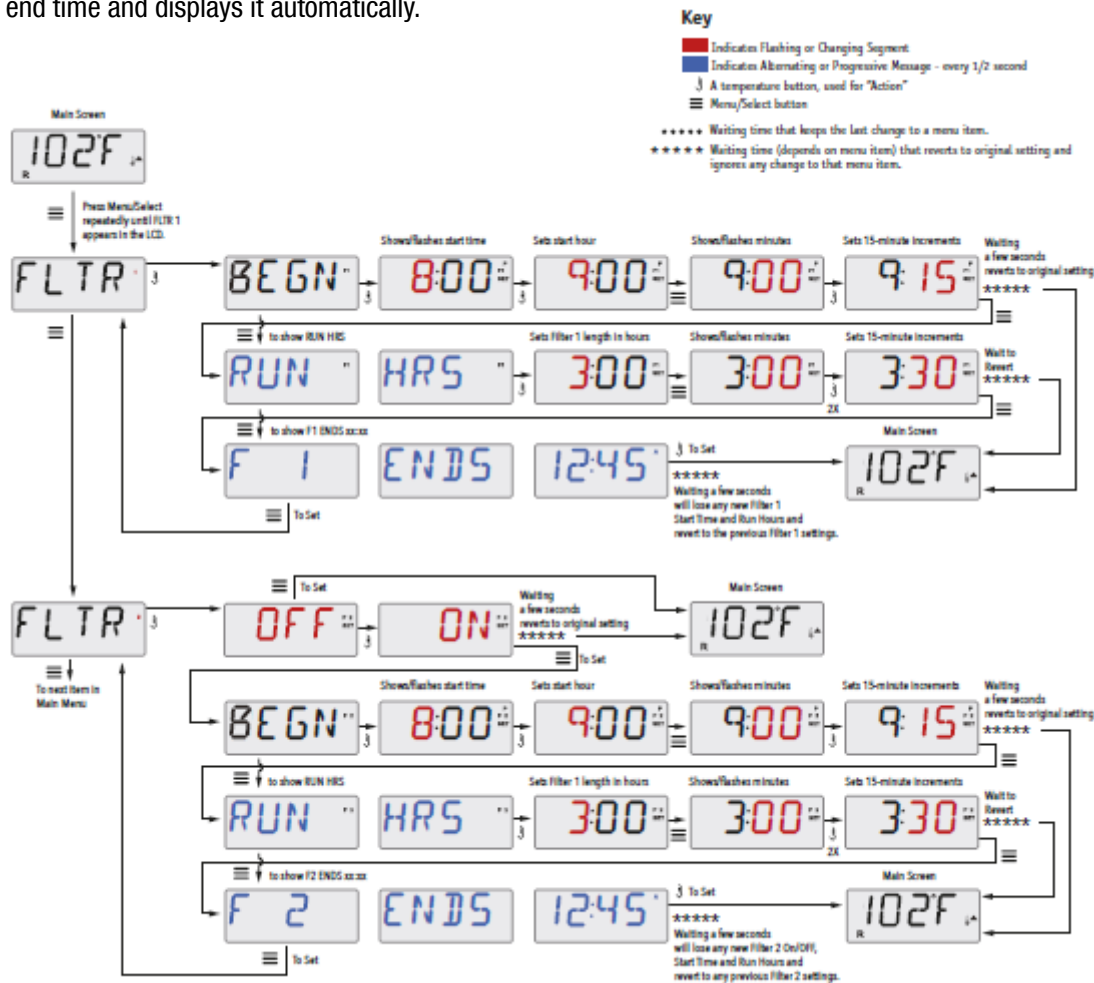 end time and displays it automatically.
Key
Indicates Flashing or Changing Segment
Indicates Alternating or Progressive Message - every 1/2 second
A temperature button, used for "Action"
Menu/Select button
***** Waiting time that keeps the last change to a menu item.
***** Waiting time (depends on menu item) that reverts to original setting and
ignores any change to that menu item.
Main Screen
102°F
R
Press Menu/Select
repeatedly until FLTR 1
appears in the LCD.
Shows/flashes start time
Sets start hour
Shows/flashes minutes
Sets 15-minute increments
Waiting
a few seconds
reverts to original setting
*****
FLTR
BEGN
8:00
9:00
9:00
9:15
to show RUN HRS
Sets Filter 1 length in hours
Shows/flashes minutes
Sets 15-minute increments
Wait to
Revert
*****
RUN
HRS
3:00
3:00
3:30
2X
to show F1 ENDS xx:xx
Main Screen
F 1
ENDS
12:45
To Set
*****
102°F
R
Waiting a few seconds
will lose any new Filter 1
Start Time and Run Hours and
revert to the previous Filter 1 settings.
To Set
To Set
Waiting
a few seconds
reverts to original setting
*****
Main Screen
FLTR
OFF
ON
102°F
R
To Set
To next item in
Main Menu
Shows/flashes start time
Sets start hour
Shows/flashes minutes
Sets 15-minute increments
Waiting
a few seconds
reverts to original setting
*****
BEGN
8:00
9:00
9:00
9:15
to show RUN HRS
Sets Filter 1 length in hours
Shows/flashes minutes
Sets 15-minute increments
Wait to
Revert
*****
RUN
HRS
3:00
3:00
3:30
2X
to show F2 ENDS xx:xx
Main Screen
F 2
ENDS
12:45
To Set
*****
102°F
R
Waiting a few seconds
will lose any new Filter 2 On/OFF,
Start Time and Run Hours and
revert to any previous Filter 2 settings.
To Set